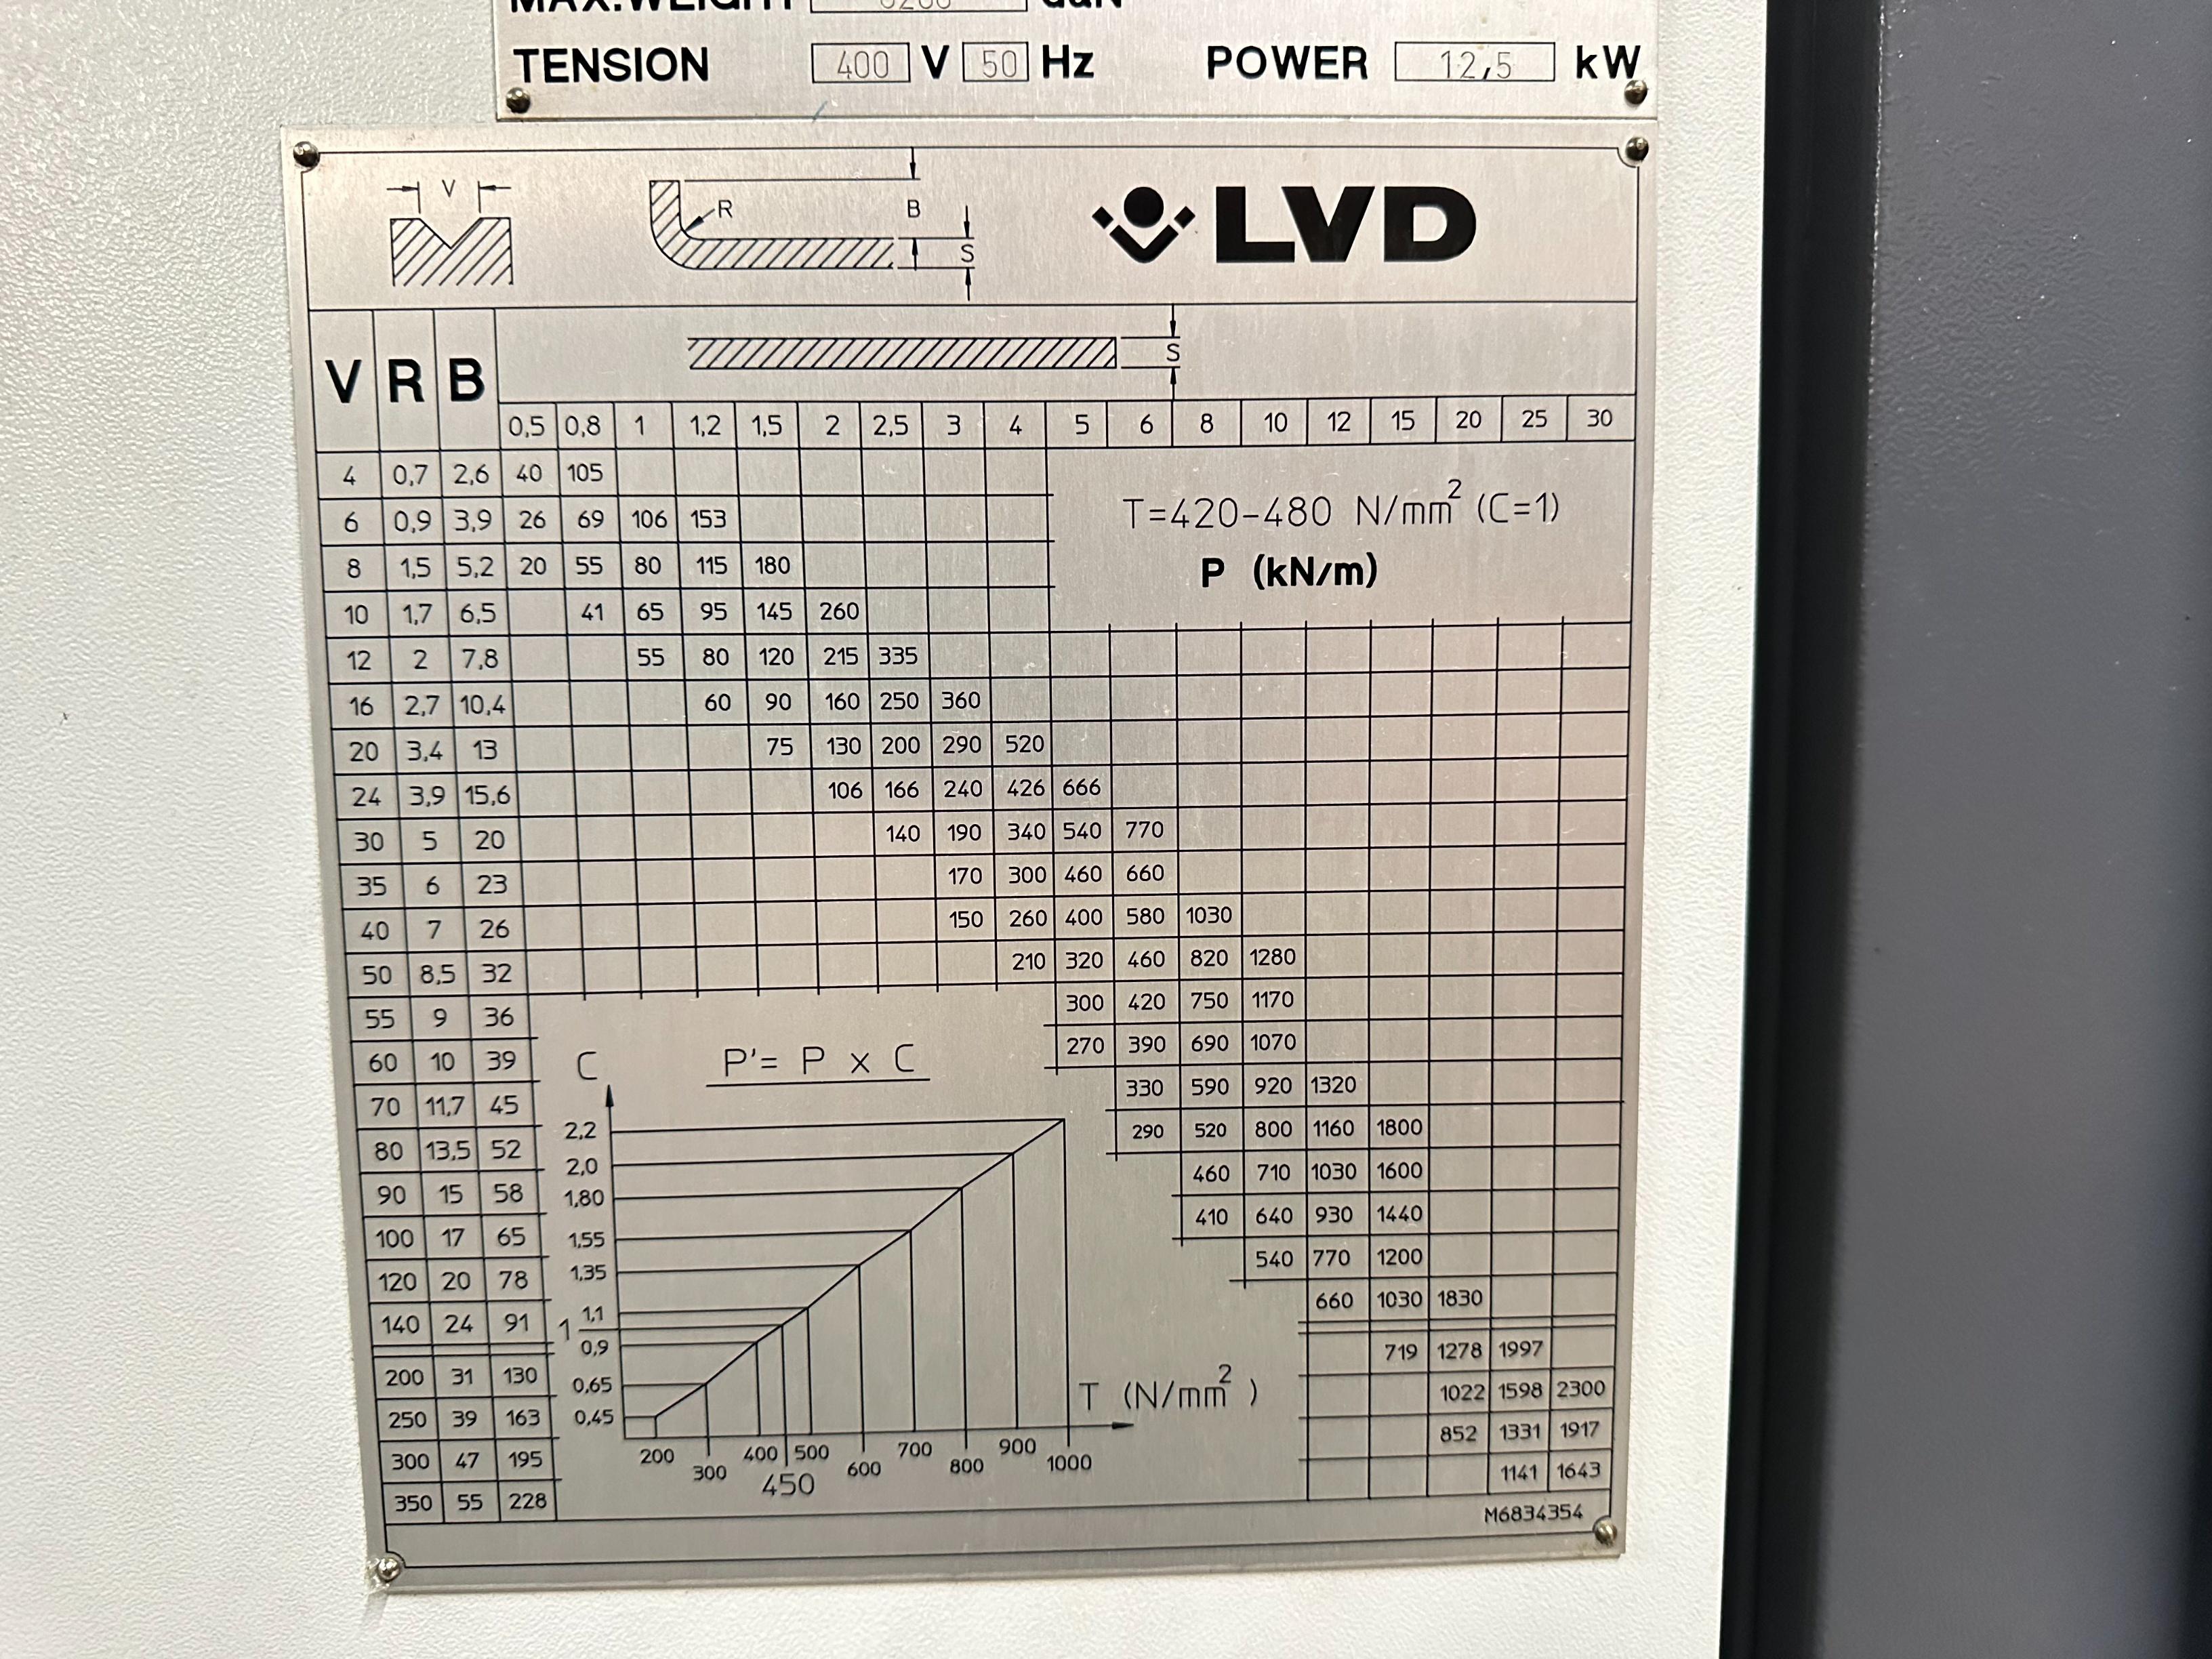 MAX.WEIGHT daN
TENSION 400 V 50 Hz POWER 12,5 kW
V R B S LVD
V R B S
0,5 0,8 1 1,2 1,5 2 2,5 3 4 5 6 8 10 12 15 20 25 30
4 0,7 2,6 40 105
T=420-480 N/mm² (C=1)
6 0,9 3,9 26 69 106 153
P (kN/m)
8 1,5 5,2 20 55 80 115 180
10 1,7 6,5 41 65 95 145 260
12 2 7,8 55 80 120 215 335
16 2,7 10,4 60 90 160 250 360
20 3,4 13 75 130 200 290 520
24 3,9 15,6 106 166 240 426 666
30 5 20 140 190 340 540 770
35 6 23 170 300 460 660
40 7 26 150 260 400 580 1030
50 8,5 32 210 320 460 820 1280
55 9 36 300 420 750 1170
60 10 39 270 390 690 1070
70 11,7 45 330 590 920 1320
80 13,5 52 290 520 800 1160 1800
90 15 58 460 710 1030 1600
100 17 65 410 640 930 1440
120 20 78 540 770 1200
140 24 91 660 1030 1830
200 31 130 719 1278 1997
250 39 163 1022 1598 2300
300 47 195 852 1331 1917
350 55 228 1141 1643
C P'= P x C
2,2
2,0
1,80
1,55
1,35
1,1
1
0,9
0,65
0,45
T (N/mm²)
200 300 400 450 500 600 700 800 900 1000
M6834354